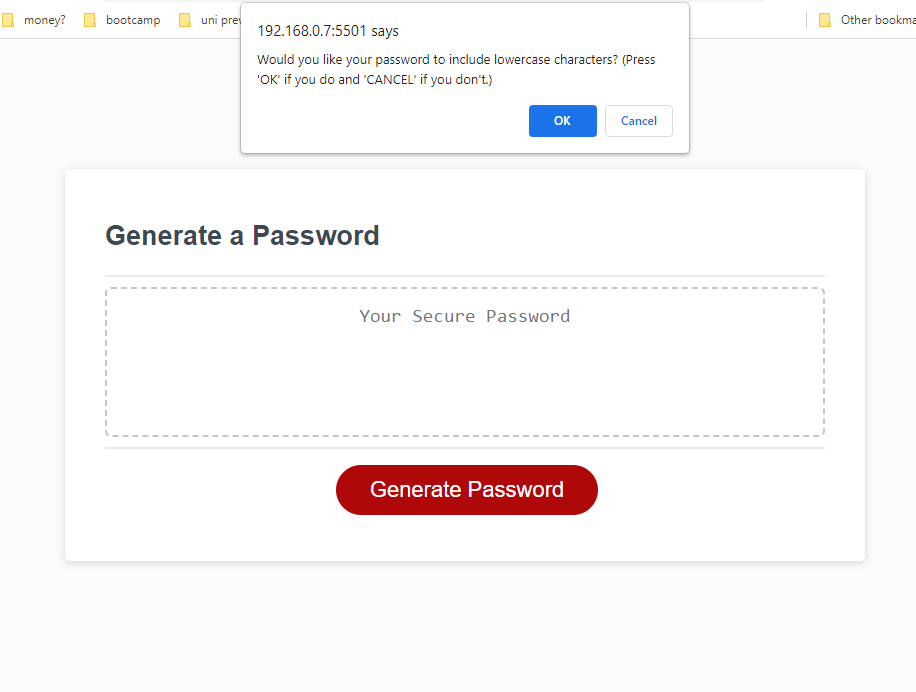 money?
bootcamp
uni prev
Other bookma
192.168.0.7:5501 says
Would you like your password to include lowercase characters? (Press
'OK' if you do and 'CANCEL' if you don't.)
OK
Cancel
Generate a Password
Your Secure Password
Generate Password